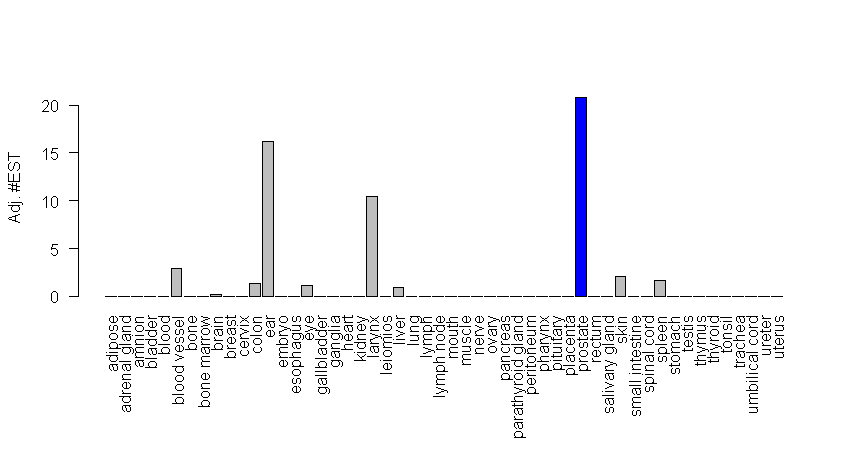 Adj. #EST
20
15
10
5
0
adipose
adrenal gland
amnion
bladder
blood
blood vessel
bone
bone marrow
brain
breast
cervix
colon
ear
embryo
esophagus
eye
gallbladder
ganglia
heart
kidney
larynx
leiomios
liver
lung
lymph
lymph node
mouth
muscle
nerve
ovary
pancreas
parathyroid gland
peritoneum
pharynx
pituitary
placenta
prostate
rectum
salivary gland
skin
small intestine
spinal cord
spleen
stomach
testis
thymus
thyroid
tonsil
trachea
umbilical cord
ureter
uterus